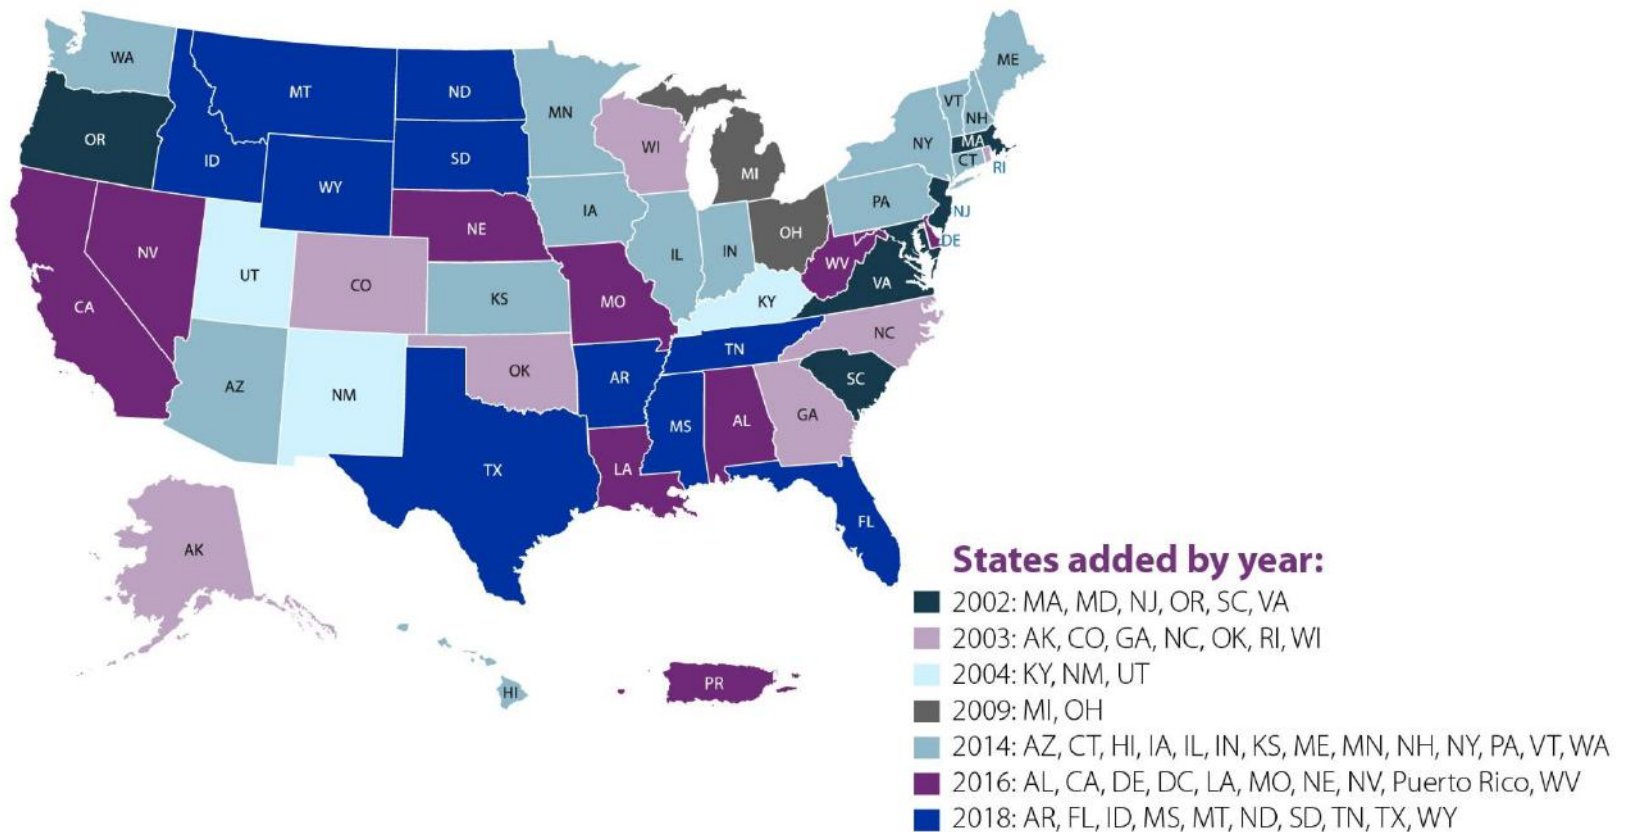 WA
MT
ND
MN
ME
VT
NH
OR
ID
WY
SD
WI
MI
NY
MA
CT
RI
NV
NE
IA
IL
IN
OH
PA
NJ
DE
CA
UT
CO
KS
MO
KY
WV
VA
AZ
NM
OK
AR
TN
NC
SC
TX
LA
MS
AL
GA
FL
AK
HI
PR
States added by year:
2002: MA, MD, NJ, OR, SC, VA
2003: AK, CO, GA, NC, OK, RI, WI
2004: KY, NM, UT
2009: MI, OH
2014: AZ, CT, HI, IA, IL, IN, KS, ME, MN, NH, NY, PA, VT, WA
2016: AL, CA, DE, DC, LA, MO, NE, NV, Puerto Rico, WV
2018: AR, FL, ID, MS, MT, ND, SD, TN, TX, WY